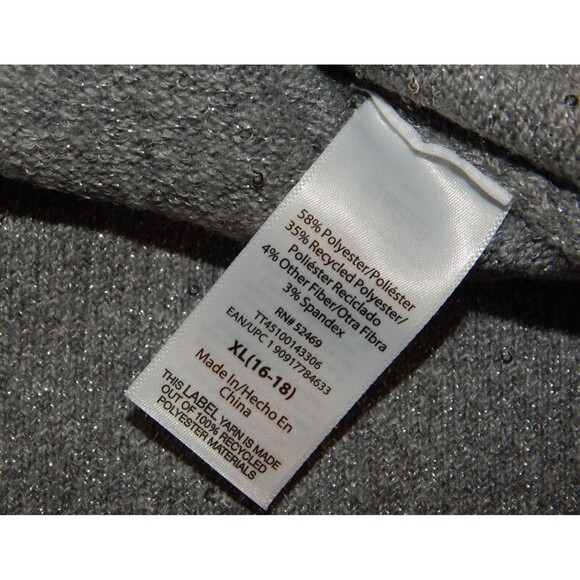 58% Polyester/Poliéster
35% Recycled Polyester/
Poliéster Reciclado
4% Other Fiber/Otra Fibra
3% Spandex
RN# 52469
TT45100143306
EAN/UPC 1 90917784633
XL(16-18)
Made In/Hecho En
China
THIS LABEL YARN IS MADE
OUT OF 100% RECYCLED
POLYESTER MATERIALS